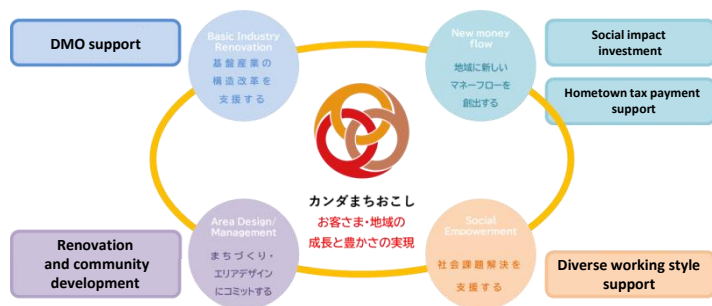 DMO support
Basic Industry
Renovation
基盤産業の
構造改革を
支援する
New money
flow
地域に新しい
マネーフローを
創出する
Social impact
investment
Hometown tax payment
support
カンダまちおこし
お客さま・地域の
成長と豊かさの実現
Renovation
and community
development
Area Design/
Management
まちづくり・
エリアデザイン
にコミットする
Social
Empowerment
社会課題解決を
支援する
Diverse working style
support